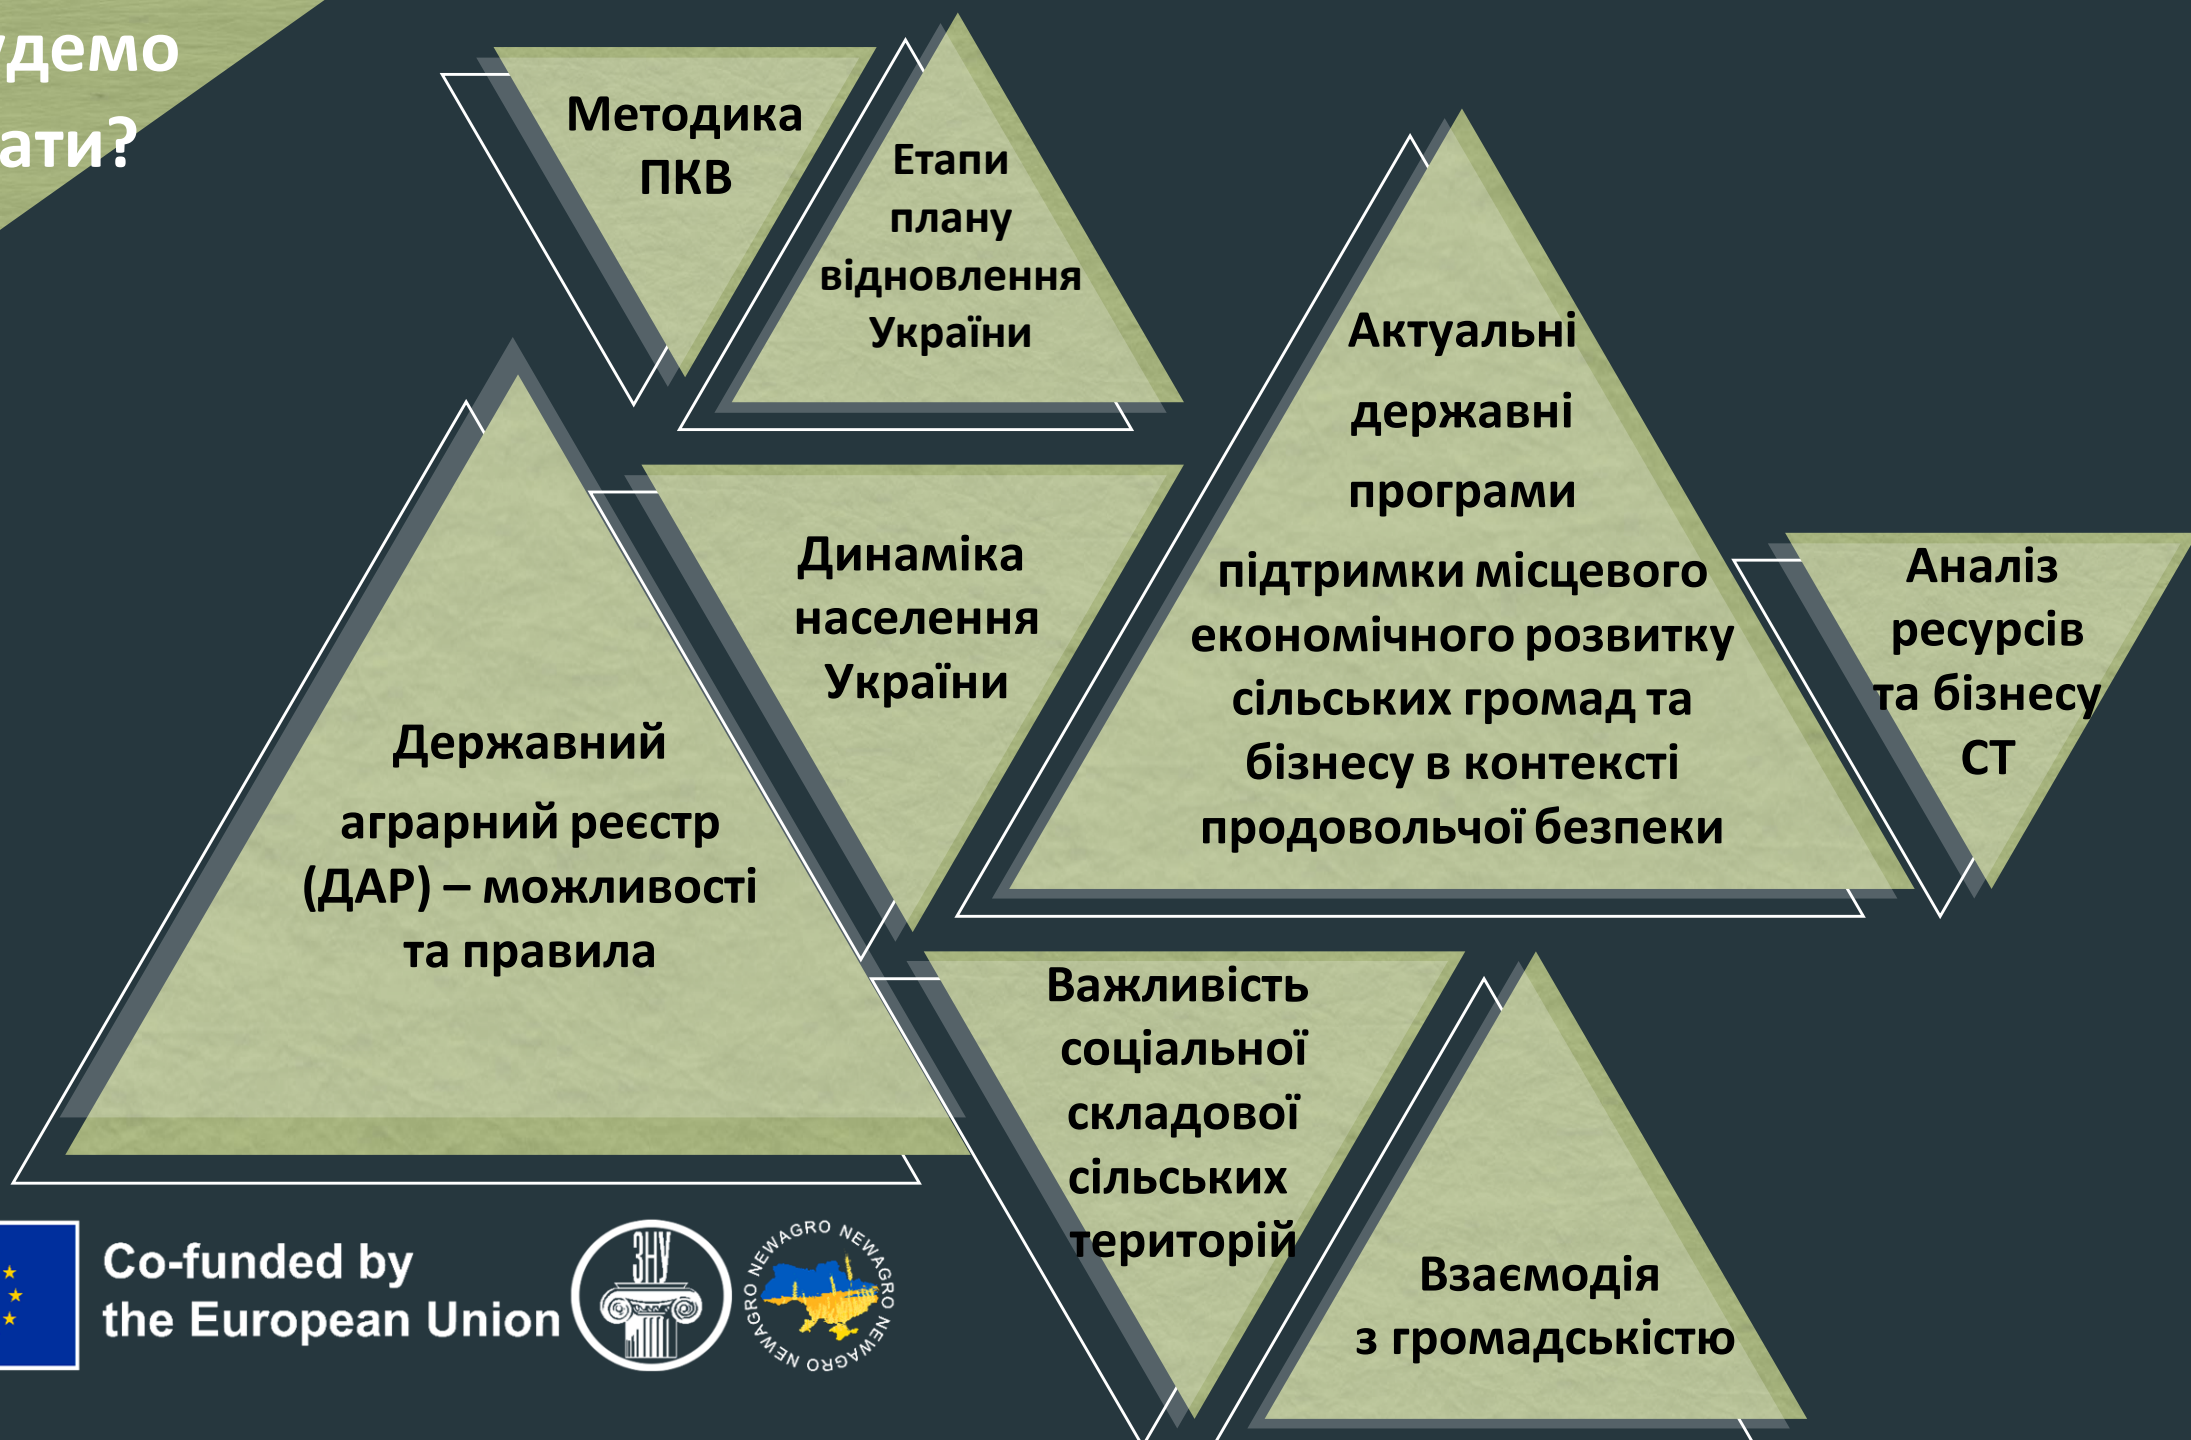 удемо
ати?
Методика
ПКВ
Етапи
плану
відновлення
України
Актуальні
державні
програми
підтримки місцевого
економічного розвитку
сільських громад та
бізнесу в контексті
продовольчої безпеки
Аналіз
ресурсів
та бізнесу
СТ
Динаміка
населення
України
Державний
аграрний реєстр
(ДАР) – можливості
та правила
Важливість
соціальної
складової
сільських
територій
Взаємодія
з громадськістю
Co-funded by
the European Union
ЗНУ
NEWAGRO NEWAGRO NEWAGRO NEWAGRO